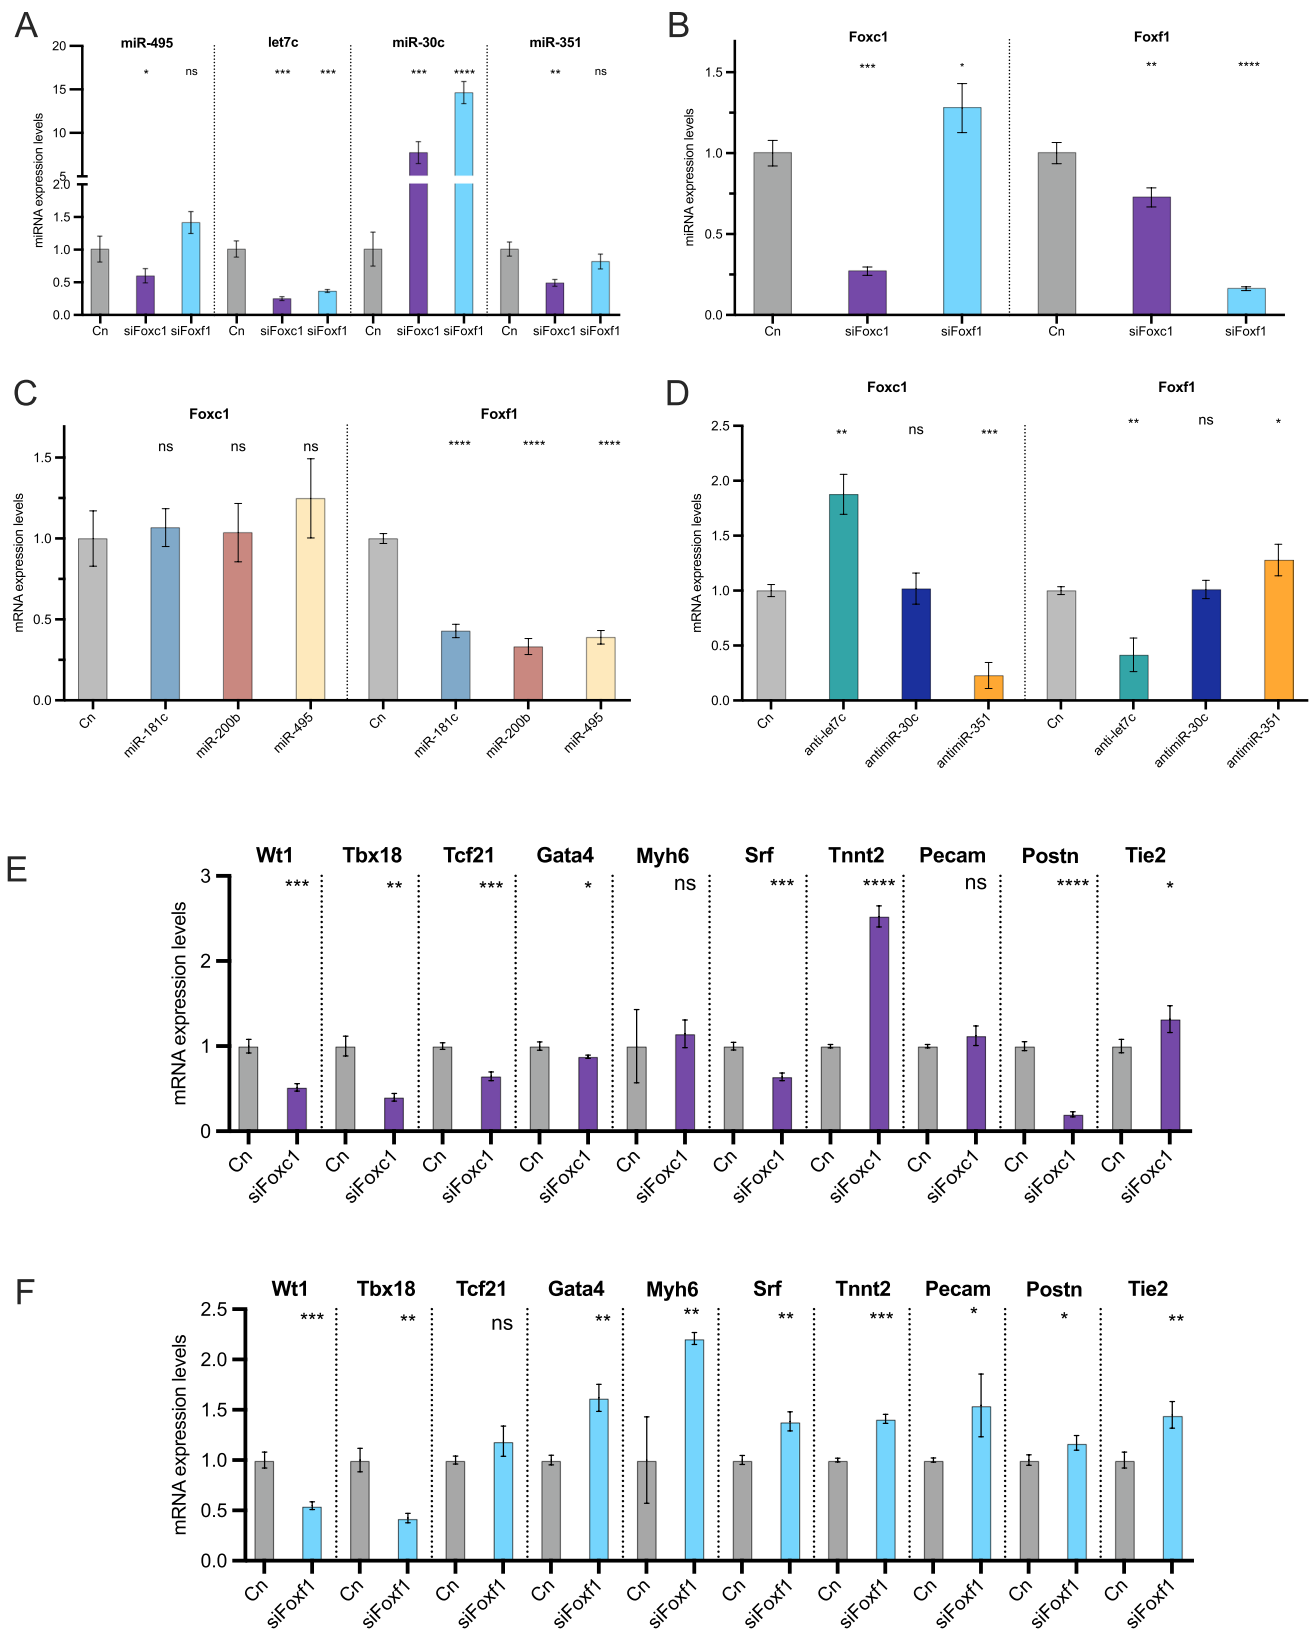 A
miR-495 let7c miR-30c miR-351
* ns *** *** *** **** ** ns
miRNA expression levels
20
15
10
5
2.0
1.5
1.0
0.5
0.0
Cn siFoxc1 siFoxf1 Cn siFoxc1 siFoxf1 Cn siFoxc1 siFoxf1 Cn siFoxc1 siFoxf1
B
Foxc1 Foxf1
*** * ** ****
miRNA expression levels
1.5
1.0
0.5
0.0
Cn siFoxc1 siFoxf1 Cn siFoxc1 siFoxf1
C
Foxc1 Foxf1
ns ns ns **** **** ****
mRNA expression levels
1.5
1.0
0.5
0.0
Cn miR-181c miR-200b miR-495 Cn miR-181c miR-200b miR-495
D
Foxc1 Foxf1
** ns *** ** ns *
mRNA expression levels
2.5
2.0
1.5
1.0
0.5
0.0
Cn anti-let7c antimiR-30c antimiR-351 Cn anti-let7c antimiR-30c antimiR-351
E
Wt1 Tbx18 Tcf21 Gata4 Myh6 Srf Tnnt2 Pecam Postn Tie2
*** ** *** * ns *** **** ns **** *
mRNA expression levels
3
2
1
0
Cn siFoxc1 Cn siFoxc1 Cn siFoxc1 Cn siFoxc1 Cn siFoxc1 Cn siFoxc1 Cn siFoxc1 Cn siFoxc1 Cn siFoxc1 Cn siFoxc1
F
Wt1 Tbx18 Tcf21 Gata4 Myh6 Srf Tnnt2 Pecam Postn Tie2
*** ** ns ** ** ** *** * * **
mRNA expression levels
2.5
2.0
1.5
1.0
0.5
0.0
Cn siFoxf1 Cn siFoxf1 Cn siFoxf1 Cn siFoxf1 Cn siFoxf1 Cn siFoxf1 Cn siFoxf1 Cn siFoxf1 Cn siFoxf1 Cn siFoxf1